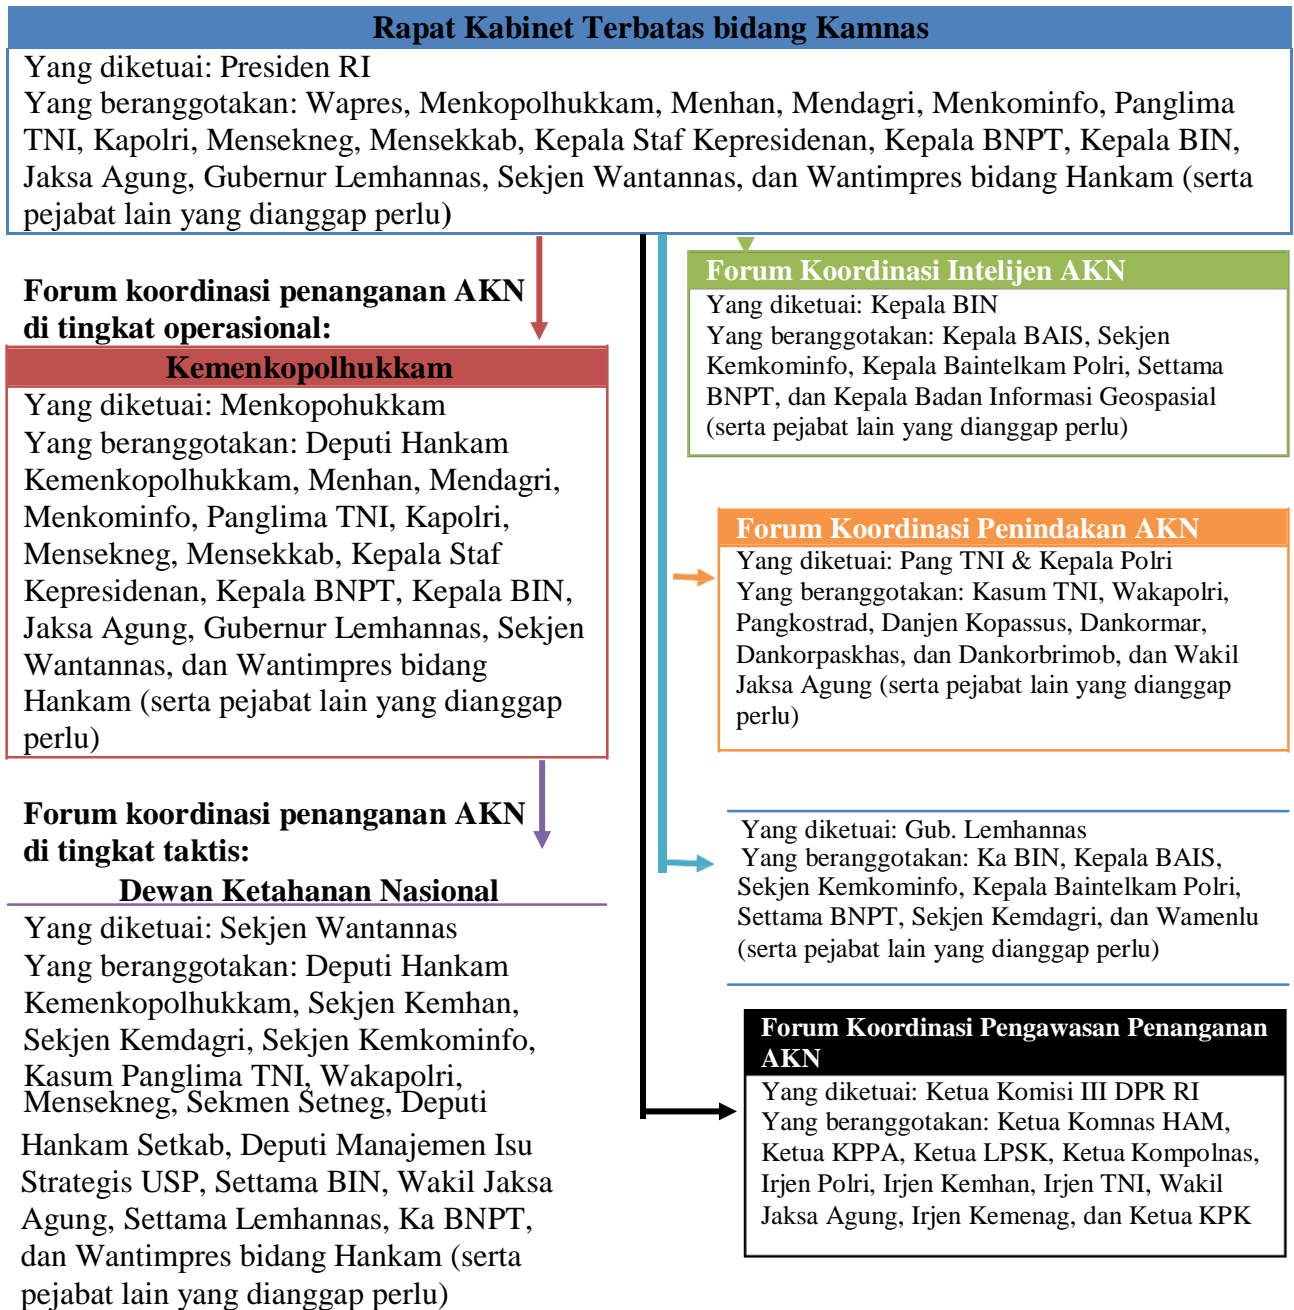 Rapat Kabinet Terbatas bidang Kamnas
Yang diketuai: Presiden RI
Yang beranggotakan: Wapres, Menkopolhukkam, Menhan, Mendagri, Menkominfo, Panglima
TNI, Kapolri, Mensekneg, Mensekkab, Kepala Staf Kepresidenan, Kepala BNPT, Kepala BIN,
Jaksa Agung, Gubernur Lemhannas, Sekjen Wantannas, dan Wantimpres bidang Hankam (serta
pejabat lain yang dianggap perlu)
Forum koordinasi penanganan AKN
di tingkat operasional:
Kemenkopolhukkam
Yang diketuai: Menkopohukkam
Yang beranggotakan: Deputi Hankam
Kemenkopolhukkam, Menhan, Mendagri,
Menkominfo, Panglima TNI, Kapolri,
Mensekneg, Mensekkab, Kepala Staf
Kepresidenan, Kepala BNPT, Kepala BIN,
Jaksa Agung, Gubernur Lemhannas, Sekjen
Wantannas, dan Wantimpres bidang
Hankam (serta pejabat lain yang dianggap
perlu)
Forum koordinasi penanganan AKN
di tingkat taktis:
Dewan Ketahanan Nasional
Yang diketuai: Sekjen Wantannas
Yang beranggotakan: Deputi Hankam
Kemenkopolhukkam, Sekjen Kemhan,
Sekjen Kemdagri, Sekjen Kemkominfo,
Kasum Panglima TNI, Wakapolri,
Mensekneg, Sekmen Setneg, Deputi
Hankam Setkab, Deputi Manajemen Isu
Strategis USP, Settama BIN, Wakil Jaksa
Agung, Settama Lemhannas, Ka BNPT,
dan Wantimpres bidang Hankam (serta
pejabat lain yang dianggap perlu)
Forum Koordinasi Intelijen AKN
Yang diketuai: Kepala BIN
Yang beranggotakan: Kepala BAIS, Sekjen
Kemkominfo, Kepala Baintelkam Polri, Settama
BNPT, dan Kepala Badan Informasi Geospasial
(serta pejabat lain yang dianggap perlu)
Forum Koordinasi Penindakan AKN
Yang diketuai: Pang TNI & Kepala Polri
Yang beranggotakan: Kasum TNI, Wakapolri,
Pangkostrad, Danjen Kopassus, Dankormar,
Dankorpaskhas, dan Dankorbrimob, dan Wakil
Jaksa Agung (serta pejabat lain yang dianggap
perlu)
Yang diketuai: Gub. Lemhannas
Yang beranggotakan: Ka BIN, Kepala BAIS,
Sekjen Kemkominfo, Kepala Baintelkam Polri,
Settama BNPT, Sekjen Kemdagri, dan Wamenlu
(serta pejabat lain yang dianggap perlu)
Forum Koordinasi Pengawasan Penanganan
AKN
Yang diketuai: Ketua Komisi III DPR RI
Yang beranggotakan: Ketua Komnas HAM,
Ketua KPPA, Ketua LPSK, Ketua Kompolnas,
Irjen Polri, Irjen Kemhan, Irjen TNI, Wakil
Jaksa Agung, Irjen Kemenag, dan Ketua KPK